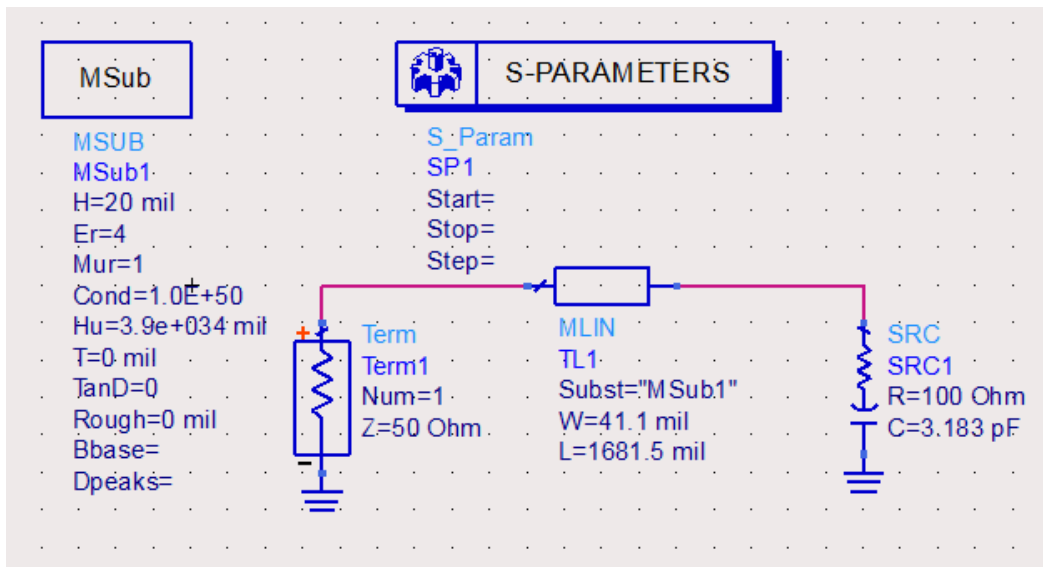 MSub
S-PARAMETERS
MSUB
MSub1
H=20 mil
Er=4
Mur=1
Cond=1.0E+50
Hu=3.9e+034 mil
T=0 mil
TanD=0
Rough=0 mil
Bbase=
Dpeaks=
S_Param
SP1
Start=
Stop=
Step=
Term
Term1
Num=1
Z=50 Ohm
MLIN
TL1
Subst="MSub1"
W=41.1 mil
L=1681.5 mil
SRC
SRC1
R=100 Ohm
C=3.183 pF